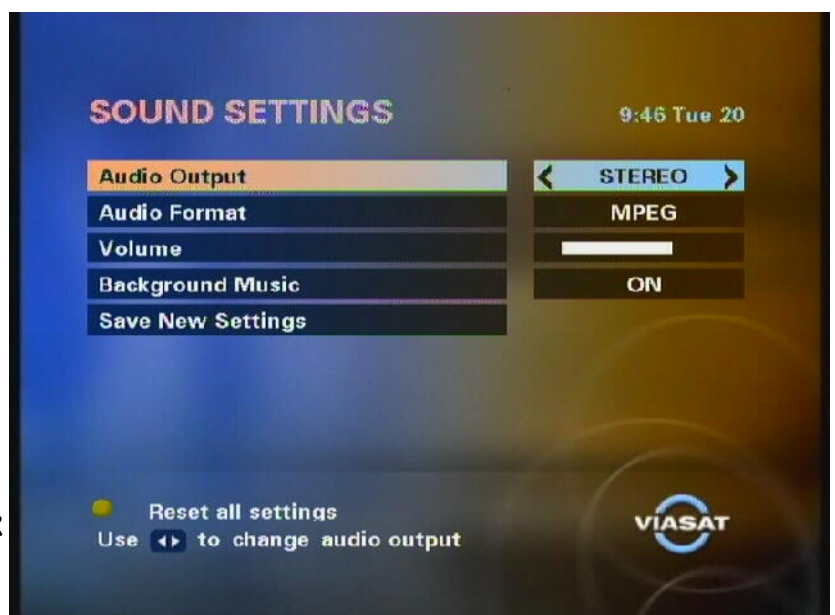 SOUND SETTINGS
9:46 Tue 20
Audio Output
STEREO
Audio Format
MPEG
Volume
Background Music
ON
Save New Settings
Reset all settings
Use to change audio output
VIASAT